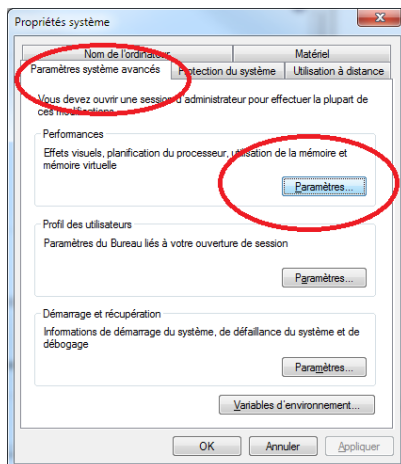 Propriétés système
Nom de l'ordinateur
Matériel
Paramètres système avancés
Protection du système
Utilisation à distance
Vous devez ouvrir une session d'administrateur pour effectuer la plupart de
ces modifications.
Performances
Effets visuels, planification du processeur, utilisation de la mémoire et
mémoire virtuelle
Paramètres...
Profil des utilisateurs
Paramètres du Bureau liés à votre ouverture de session
Paramètres...
Démarrage et récupération
Informations de démarrage du système, de défaillance du système et de
débogage
Paramètres...
Variables d'environnement...
OK
Annuler
Appliquer